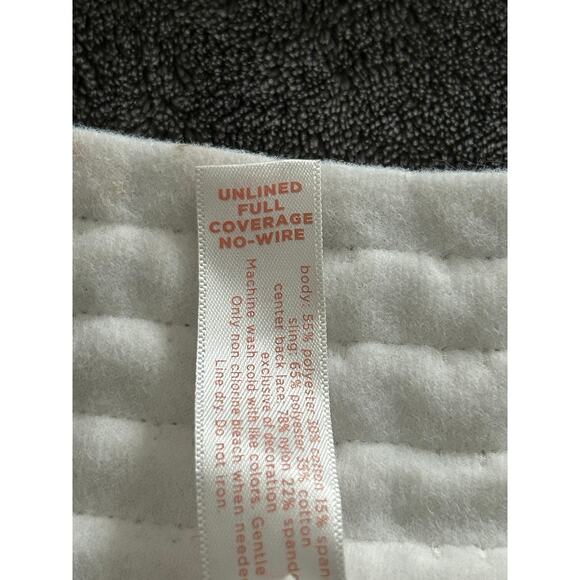 UNLINED
FULL
COVERAGE
NO-WIRE
body: 55% polyester 30% cotton 15% span
sling: 65% polyester 35% cotton
center back lace: 78% nylon 22% spand
exclusive of decoration
Machine wash cold with like colors. Gentle
Only non chlorine beach when neede
Line dry. Do not iron.